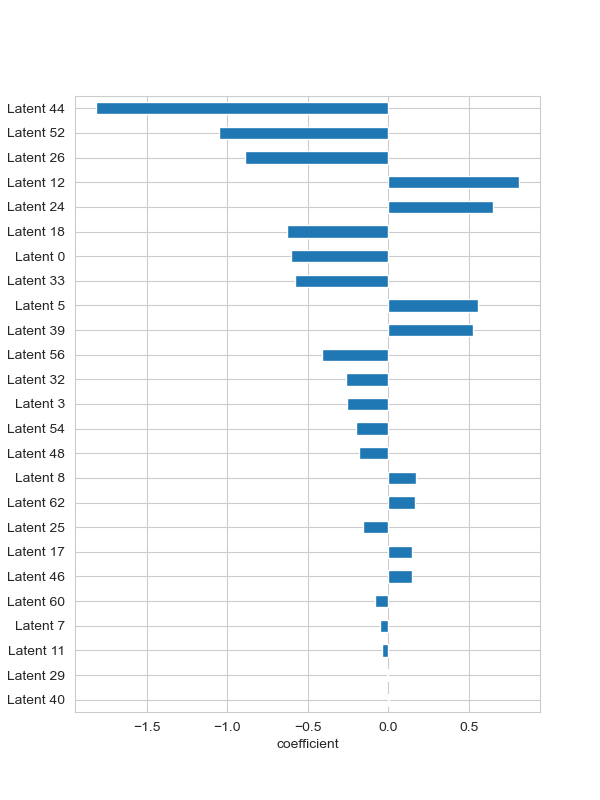 Latent 44
Latent 52
Latent 26
Latent 12
Latent 24
Latent 18
Latent 0
Latent 33
Latent 5
Latent 39
Latent 56
Latent 32
Latent 3
Latent 54
Latent 48
Latent 8
Latent 62
Latent 25
Latent 17
Latent 46
Latent 60
Latent 7
Latent 11
Latent 29
Latent 40
−1.5 −1.0 −0.5 0.0 0.5
coefficient